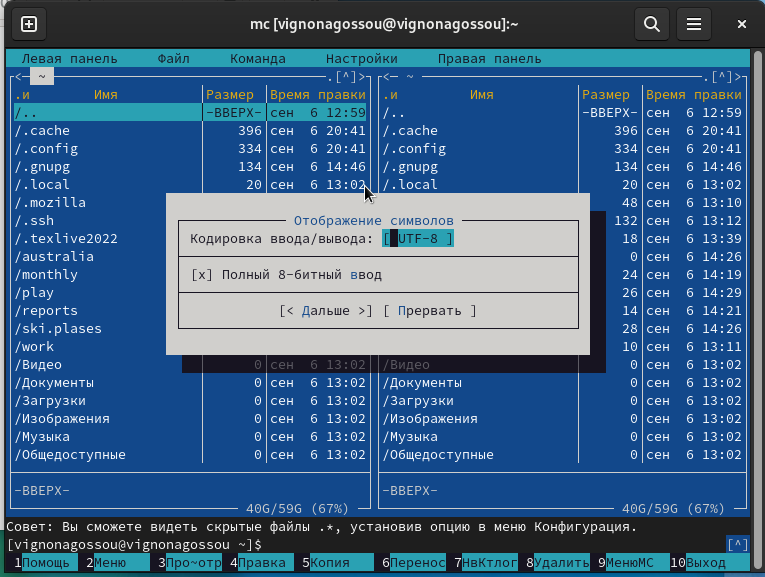 mc [vignonagossou@vignonagossou]:~
Левая панель Файл Команда Настройки Правая панель
<─ ~ .[^]> <─ ~ .[^]>
.и Имя Размер Время правки .и Имя Размер Время правки
/.. -ВВЕРХ- сен 6 12:59 /.. -ВВЕРХ- сен 6 12:59
/.cache 396 сен 6 20:41 /.cache 396 сен 6 20:41
/.config 334 сен 6 20:41 /.config 334 сен 6 20:41
/.gnupg 134 сен 6 14:46 /.gnupg 134 сен 6 14:46
/.local 20 сен 6 13:02 /.local 20 сен 6 13:02
/.mozilla 48 сен 6 13:10
/.ssh Отображение символов 132 сен 6 13:12
/.texlive2022 Кодировка ввода/вывода: [ UTF-8 ] 18 сен 6 13:39
/australia 0 сен 6 14:26
/monthly [x] Полный 8-битный ввод 24 сен 6 14:19
/play 26 сен 6 14:29
/reports [< Дальше >] [ Прервать ] 14 сен 6 14:21
/ski.plases 28 сен 6 14:26
/work 10 сен 6 13:11
/Видео 0 сен 6 13:02 /Видео 0 сен 6 13:02
/Документы 0 сен 6 13:02 /Документы 0 сен 6 13:02
/Загрузки 0 сен 6 13:02 /Загрузки 0 сен 6 13:02
/Изображения 0 сен 6 13:02 /Изображения 0 сен 6 13:02
/Музыка 0 сен 6 13:02 /Музыка 0 сен 6 13:02
/Общедоступные 0 сен 6 13:02 /Общедоступные 0 сен 6 13:02
-ВВЕРХ- -ВВЕРХ-
40G/59G (67%) 40G/59G (67%)
Совет: Вы сможете видеть скрытые файлы .*, установив опцию в меню Конфигурация.
[vignonagossou@vignonagossou ~]$ [^]
1Помощь 2Меню 3Про~отр 4Правка 5Копия 6Перенос 7НвКтлог 8Удалить 9МенюMC 10Выход